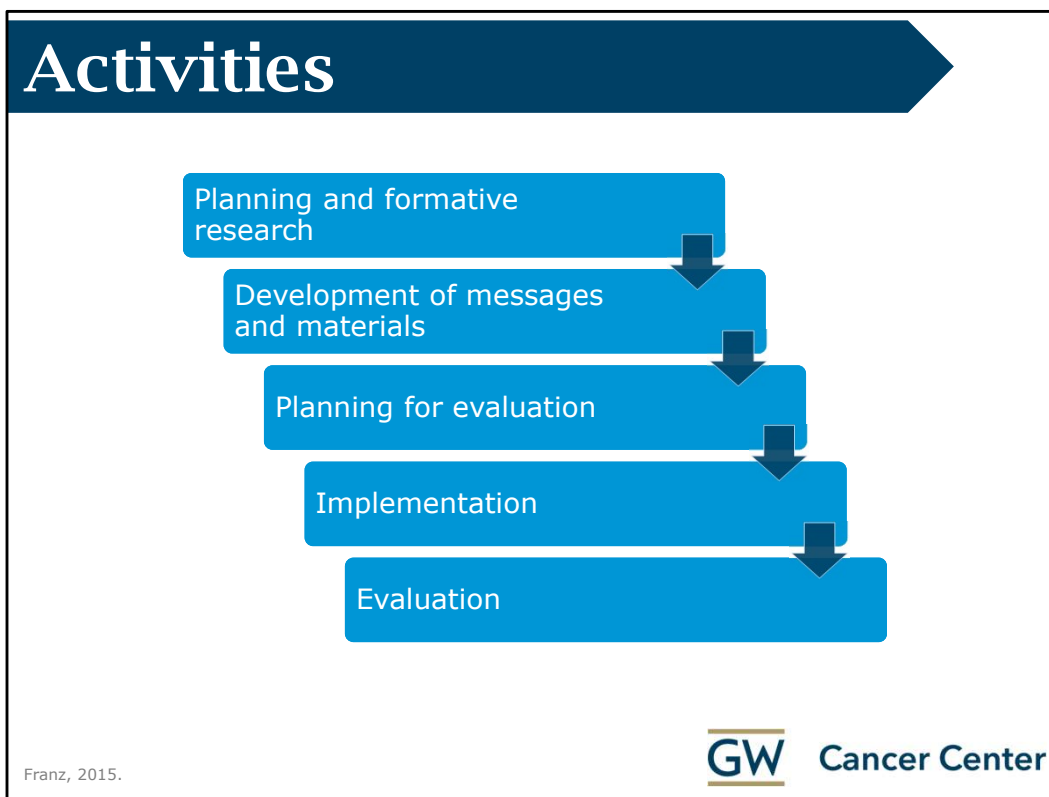 Activities
Planning and formative
research
Development of messages
and materials
Planning for evaluation
Implementation
Evaluation
Franz, 2015.
GW Cancer Center